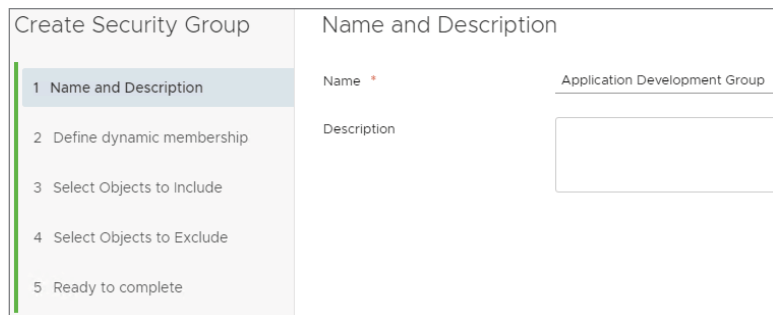 Create Security Group
1 Name and Description
2 Define dynamic membership
3 Select Objects to Include
4 Select Objects to Exclude
5 Ready to complete
Name and Description
Name * Application Development Group
Description